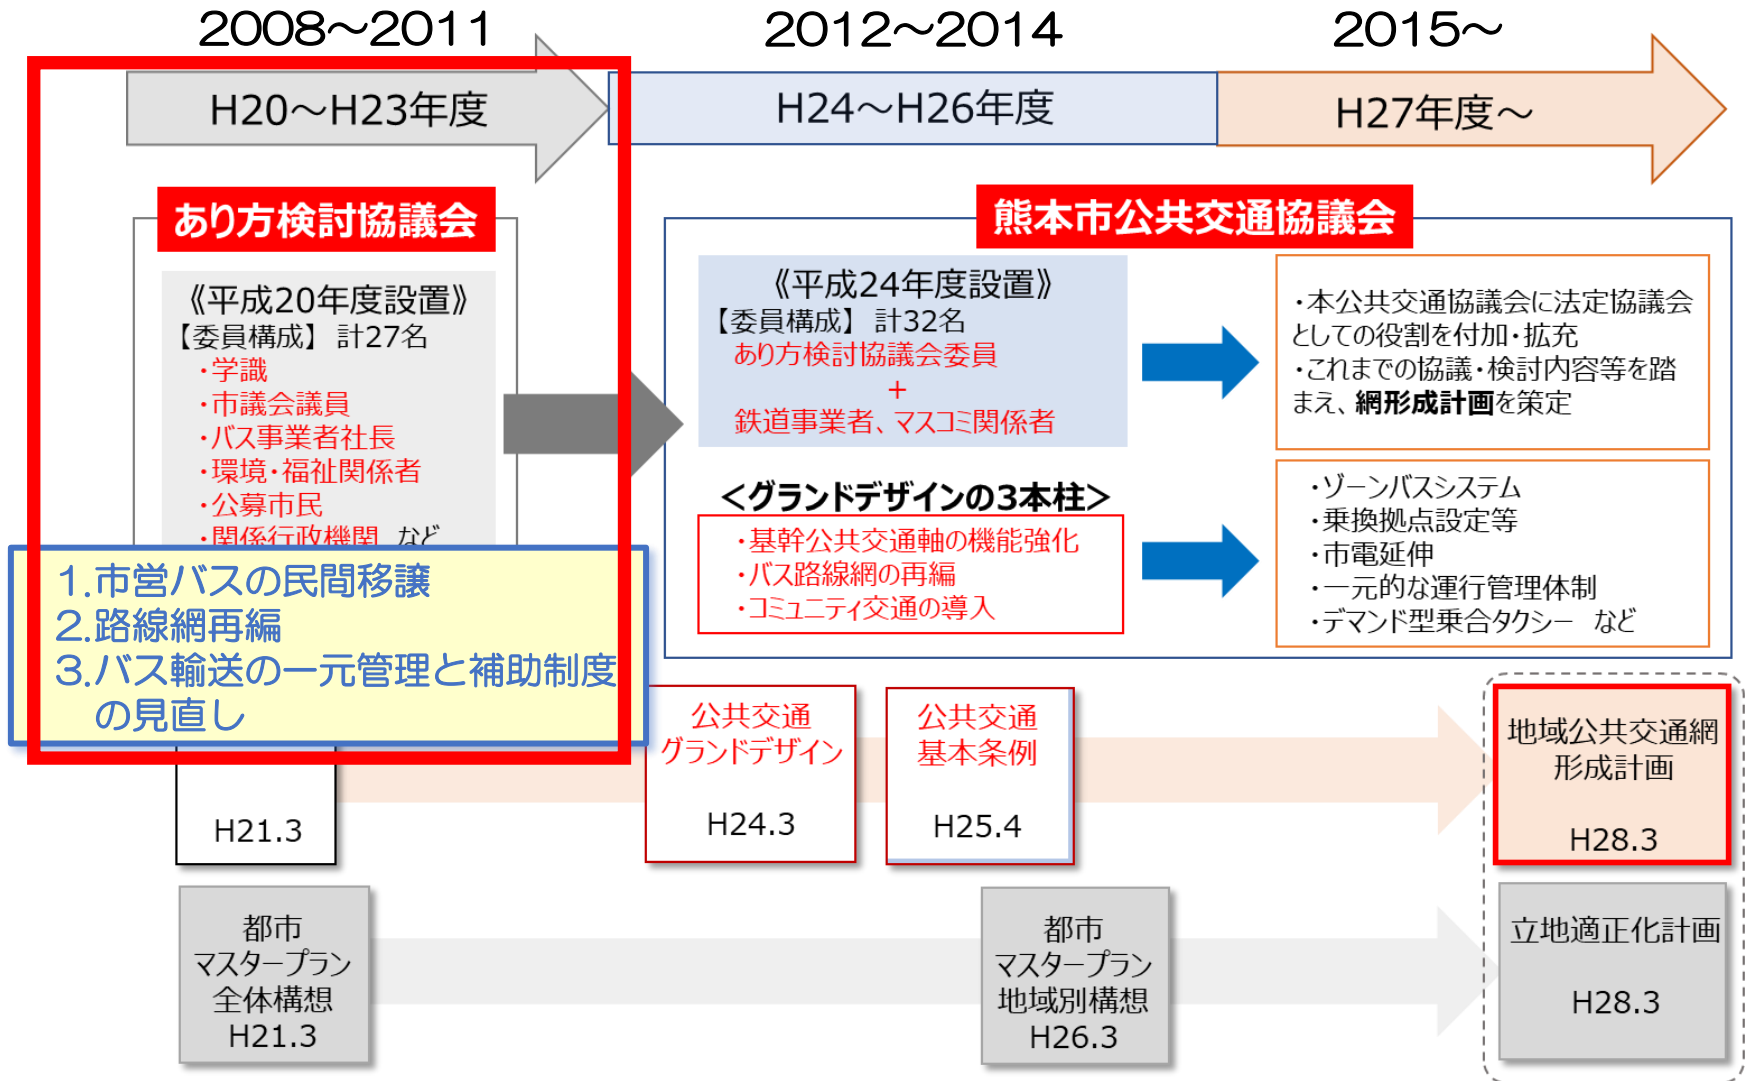 2008～2011
2012～2014
2015～
H20～H23年度
H24～H26年度
H27年度～
あり方検討協議会
《平成20年度設置》
【委員構成】 計27名
・学識
・市議会議員
・バス事業者社長
・環境・福祉関係者
・公募市民
・関係行政機関　など
1.市営バスの民間移譲
2.路線網再編
3.バス輸送の一元管理と補助制度
の見直し
熊本市公共交通協議会
《平成24年度設置》
【委員構成】 計32名
あり方検討協議会委員
＋
鉄道事業者、マスコミ関係者
・本公共交通協議会に法定協議会
としての役割を付加・拡充
・これまでの協議・検討内容等を踏
まえ、網形成計画を策定
＜グランドデザインの3本柱＞
・基幹公共交通軸の機能強化
・バス路線網の再編
・コミュニティ交通の導入
・ゾーンバスシステム
・乗換拠点設定等
・市電延伸
・一元的な運行管理体制
・デマンド型乗合タクシー　など
H21.3
公共交通
グランドデザイン
H24.3
公共交通
基本条例
H25.4
地域公共交通網
形成計画
H28.3
都市
マスタープラン
全体構想
H21.3
都市
マスタープラン
地域別構想
H26.3
立地適正化計画
H28.3